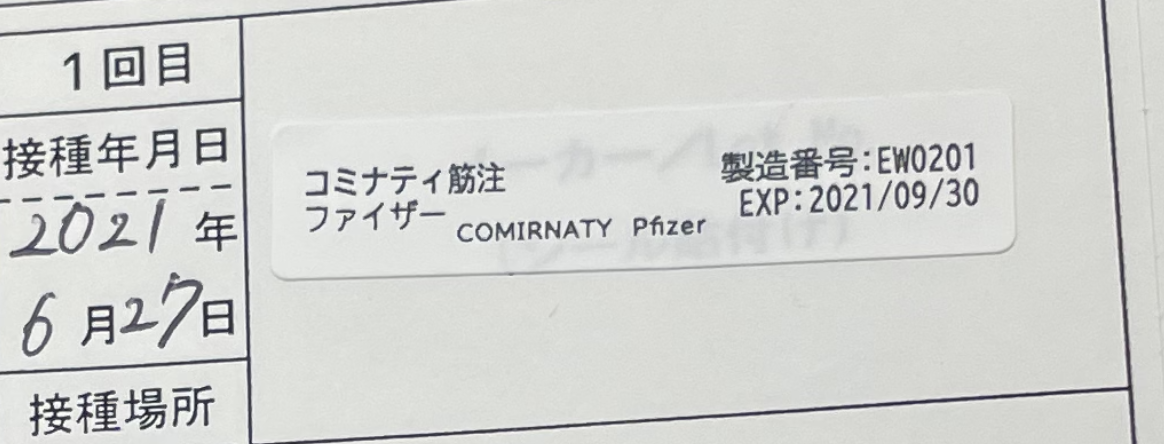 1回目
接種年月日
2021年
6月27日
接種場所
コミナティ筋注
ファイザー COMIRNATY Pfizer
製造番号:EW0201
EXP:2021/09/30